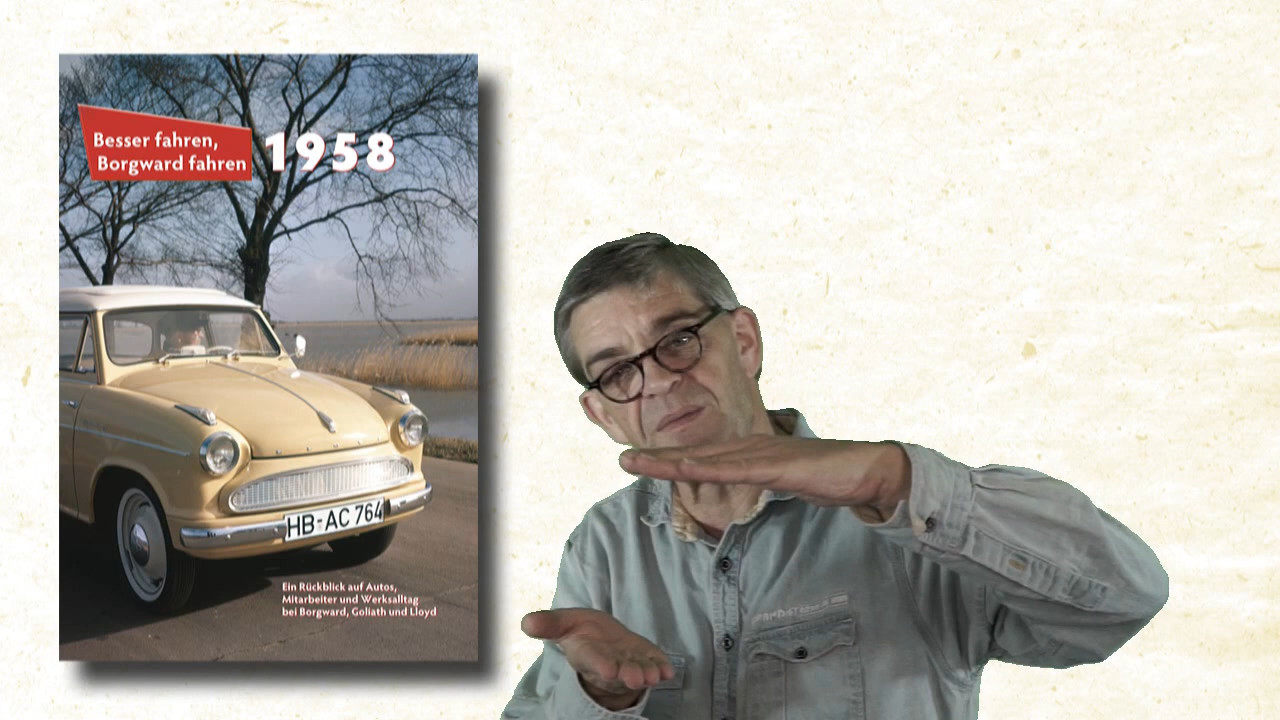 Besser fahren,
Borgward fahren
1958
HB-AC 764
Ein Rückblick auf Autos,
Mitarbeiter und Werksalltag
bei Borgward, Goliath und Lloyd